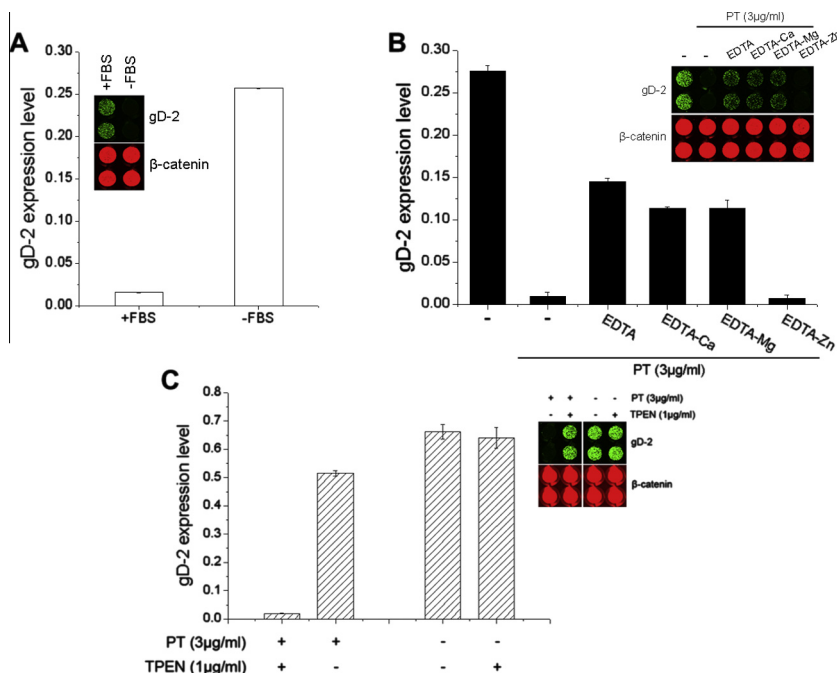 A
gD-2 expression level
0.30
0.25
0.20
0.15
0.10
0.05
0.00
+FBS
-FBS
gD-2
β-catenin
+FBS
-FBS
B
gD-2 expression level
0.30
0.25
0.20
0.15
0.10
0.05
0.00
PT (3µg/ml)
- - EDTA EDTA-Ca EDTA-Mg EDTA-Zn
gD-2
β-catenin
- - EDTA EDTA-Ca EDTA-Mg EDTA-Zn
PT (3µg/ml)
C
gD-2 expression level
0.8
0.7
0.6
0.5
0.4
0.3
0.2
0.1
0.0
+ + - - PT (3µg/ml)
- + - + TPEN (1µg/ml)
gD-2
β-catenin
PT (3µg/ml) + + - -
TPEN (1µg/ml) + - - +